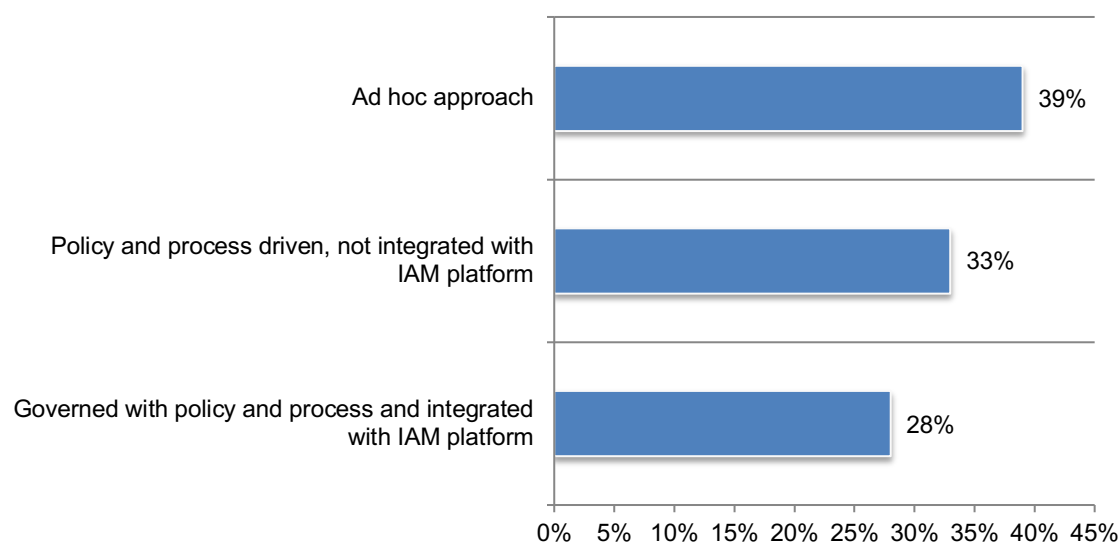 Ad hoc approach
39%
Policy and process driven, not integrated with
IAM platform
33%
Governed with policy and process and integrated
with IAM platform
28%
0% 5% 10% 15% 20% 25% 30% 35% 40% 45%